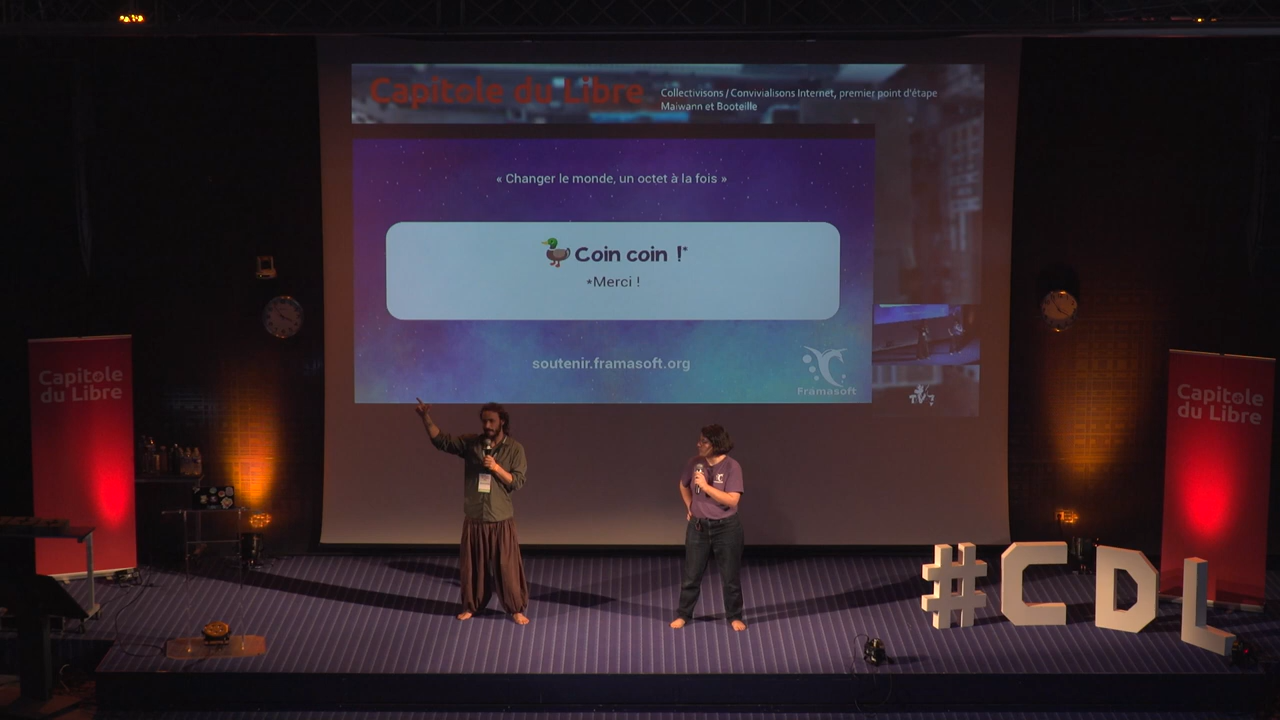 Capitole du Libre
Collectivisons / Convivialisons Internet, premier point d'étape
Maiwann et Booteille
« Changer le monde, un octet à la fois »
Coin coin !*
*Merci !
soutenir.framasoft.org
Framasoft
Capitole
du Libre
Capitole
du Libre
#CDL